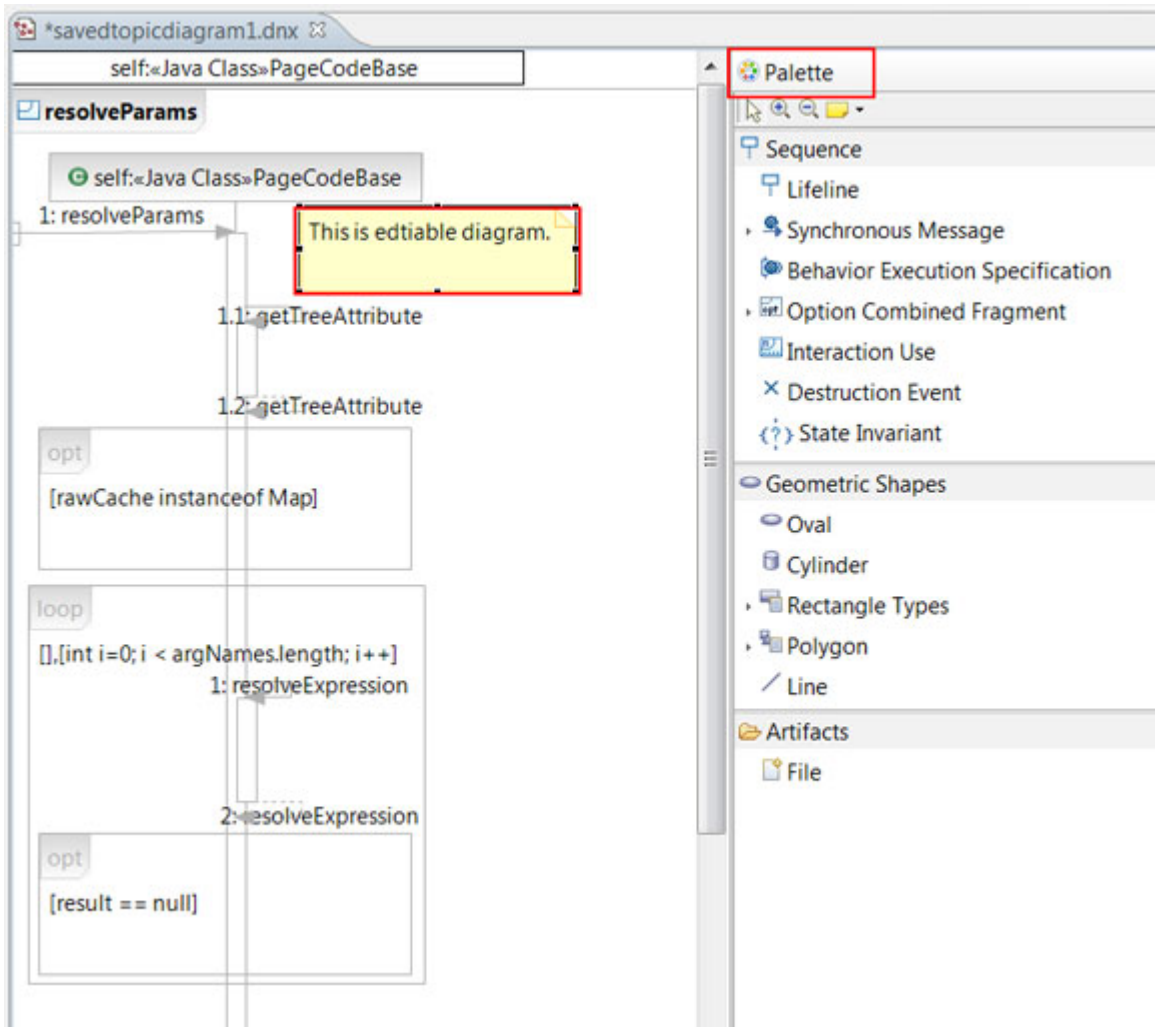 *savedtopicdiagram1.dnx
self:«Java Class»PageCodeBase
resolveParams
self:«Java Class»PageCodeBase
1: resolveParams
This is edtiable diagram.
1.1: getTreeAttribute
1.2: getTreeAttribute
opt
[rawCache instanceof Map]
loop
[],[int i=0; i < argNames.length; i++]
1: resolveExpression
2: resolveExpression
opt
[result == null]
Palette
Sequence
Lifeline
Synchronous Message
Behavior Execution Specification
Option Combined Fragment
Interaction Use
Destruction Event
{?} State Invariant
Geometric Shapes
Oval
Cylinder
Rectangle Types
Polygon
Line
Artifacts
File